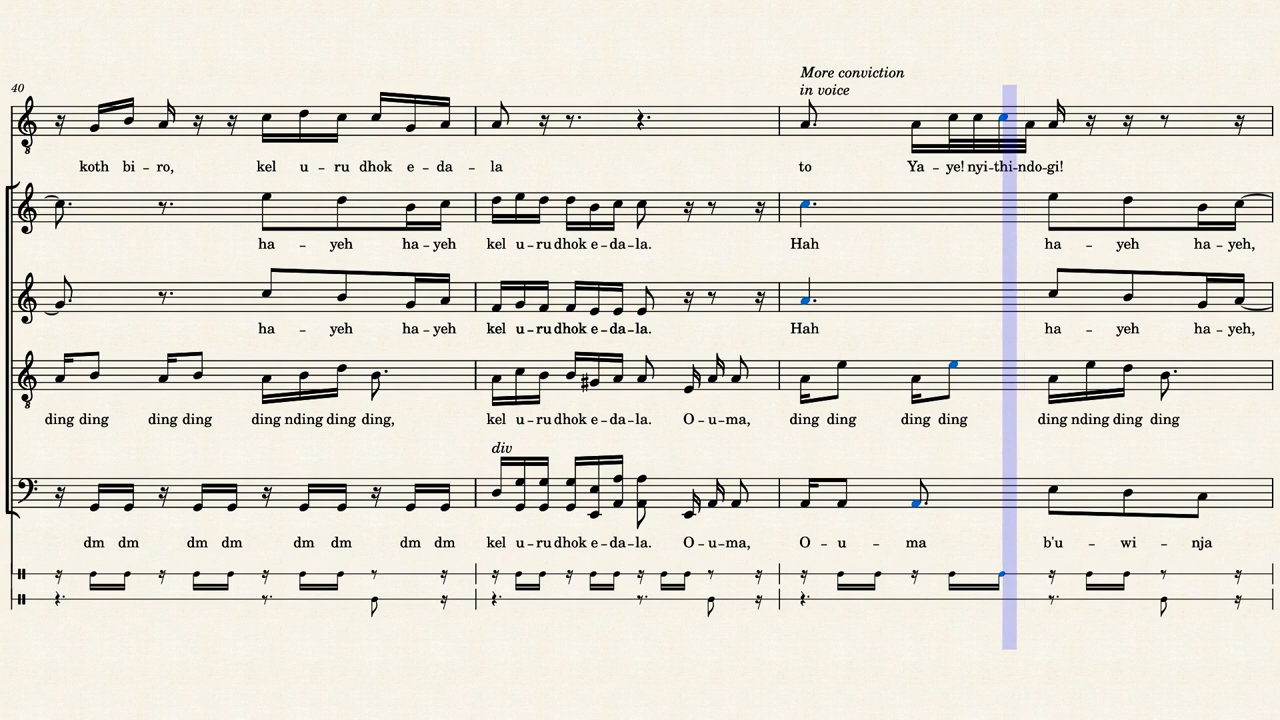 More conviction
in voice
40
koth bi – ro, kel u – ru dhok e – da – la to Ya – ye! nyi–thi–ndo–gi!
ha – yeh ha – yeh kel u – ru dhok e – da – la. Hah ha – yeh ha – yeh,
ha – yeh ha – yeh kel u – ru dhok e – da – la. Hah ha – yeh ha – yeh,
ding ding ding ding ding nding ding ding, kel u – ru dhok e – da – la. O – u – ma, ding ding ding ding ding nding ding ding
div
dm dm dm dm dm dm dm dm kel u – ru dhok e – da – la. O – u – ma, O – u – ma b'u – wi – nja